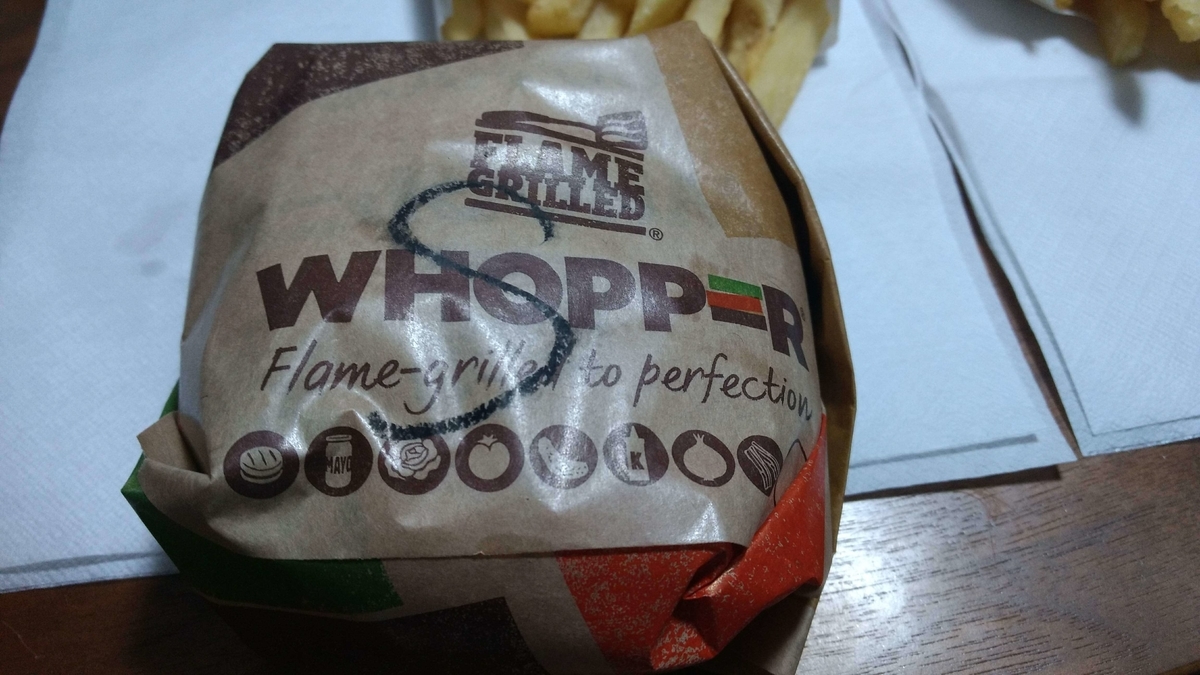 FLAME
GRILLED®
S
WHOPPER
Flame-grilled to perfection
MAYO
K